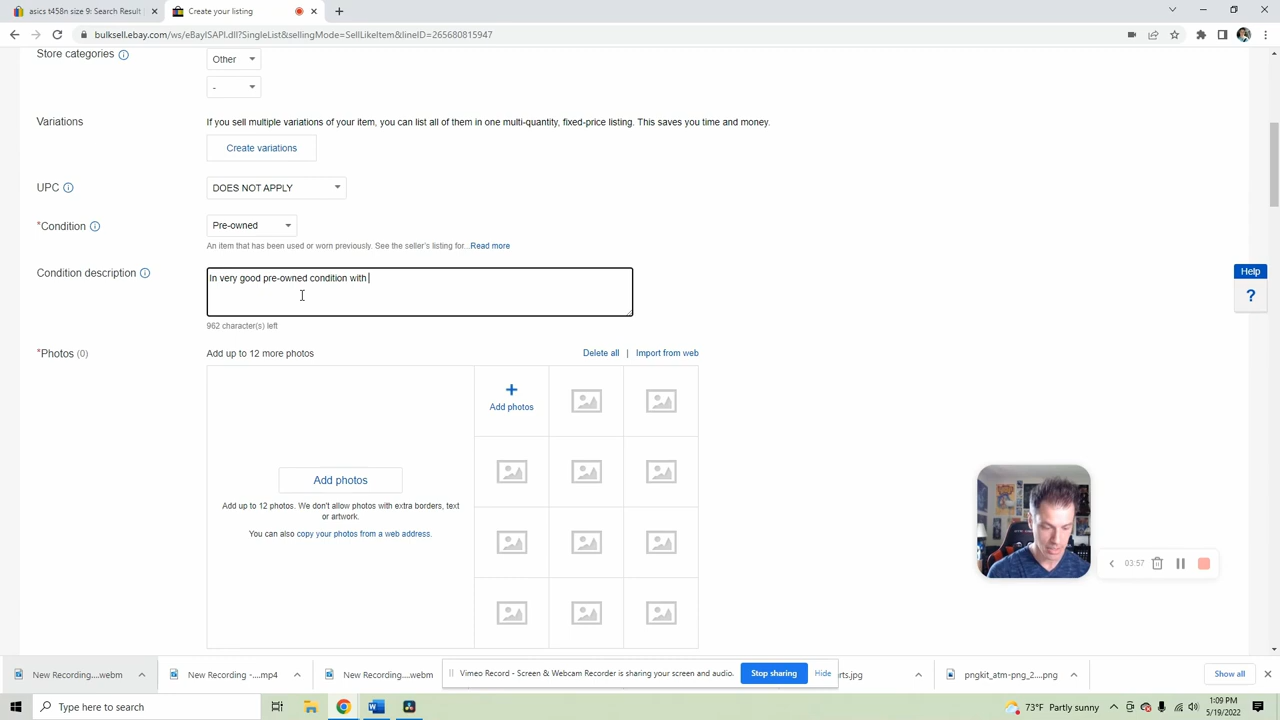 asics t458n size 9: Search Result
Create your listing
bulksell.ebay.com/ws/eBayISAPI.dll?SingleList&sellingMode=SellLikeItem&lineID=265680815947
Store categories
Other
-
Variations
If you sell multiple variations of your item, you can list all of them in one multi-quantity, fixed-price listing. This saves you time and money.
Create variations
UPC
DOES NOT APPLY
*Condition
Pre-owned
An item that has been used or worn previously. See the seller's listing for...Read more
Condition description
In very good pre-owned condition with
962 character(s) left
Help
?
*Photos (0)
Add up to 12 more photos
Delete all | Import from web
Add photos
Add photos
Add up to 12 photos. We don't allow photos with extra borders, text
or artwork.
You can also copy your photos from a web address.
03:57
New Recording....webm
New Recording -....mp4
New Recording....webm
Vimeo Record - Screen & Webcam Recorder is sharing your screen and audio.
Stop sharing
Hide
rts.jpg
pngkit_atm-png_2....png
Show all
Type here to search
73°F Partly sunny
1:09 PM
5/19/2022